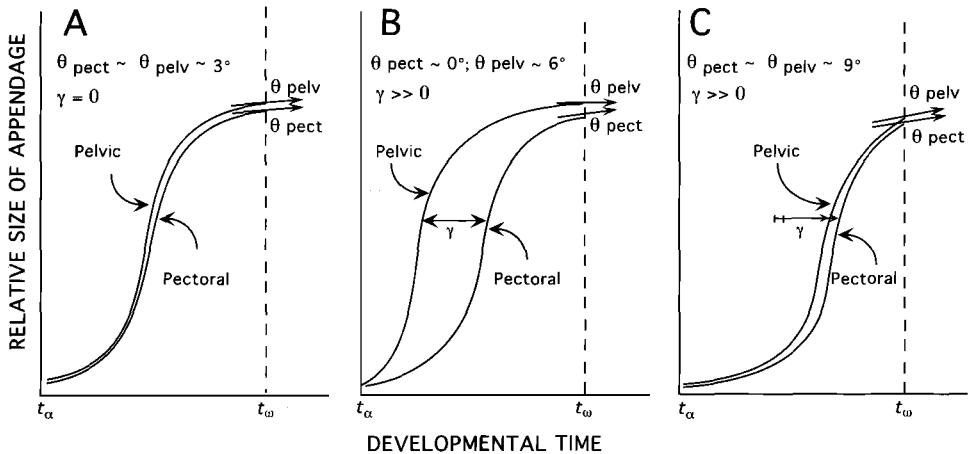 A
B
C
RELATIVE SIZE OF APPENDAGE
θ pect ~ θ pelv ~ 3°
γ = 0
θ pelv
θ pect
Pelvic
Pectoral
tα
tω
θ pect ~ 0°; θ pelv ~ 6°
γ >> 0
θ pelv
θ pect
Pelvic
γ
Pectoral
tα
tω
θ pect ~ θ pelv ~ 9°
γ >> 0
θ pelv
θ pect
Pelvic
γ
Pectoral
tα
tω
DEVELOPMENTAL TIME